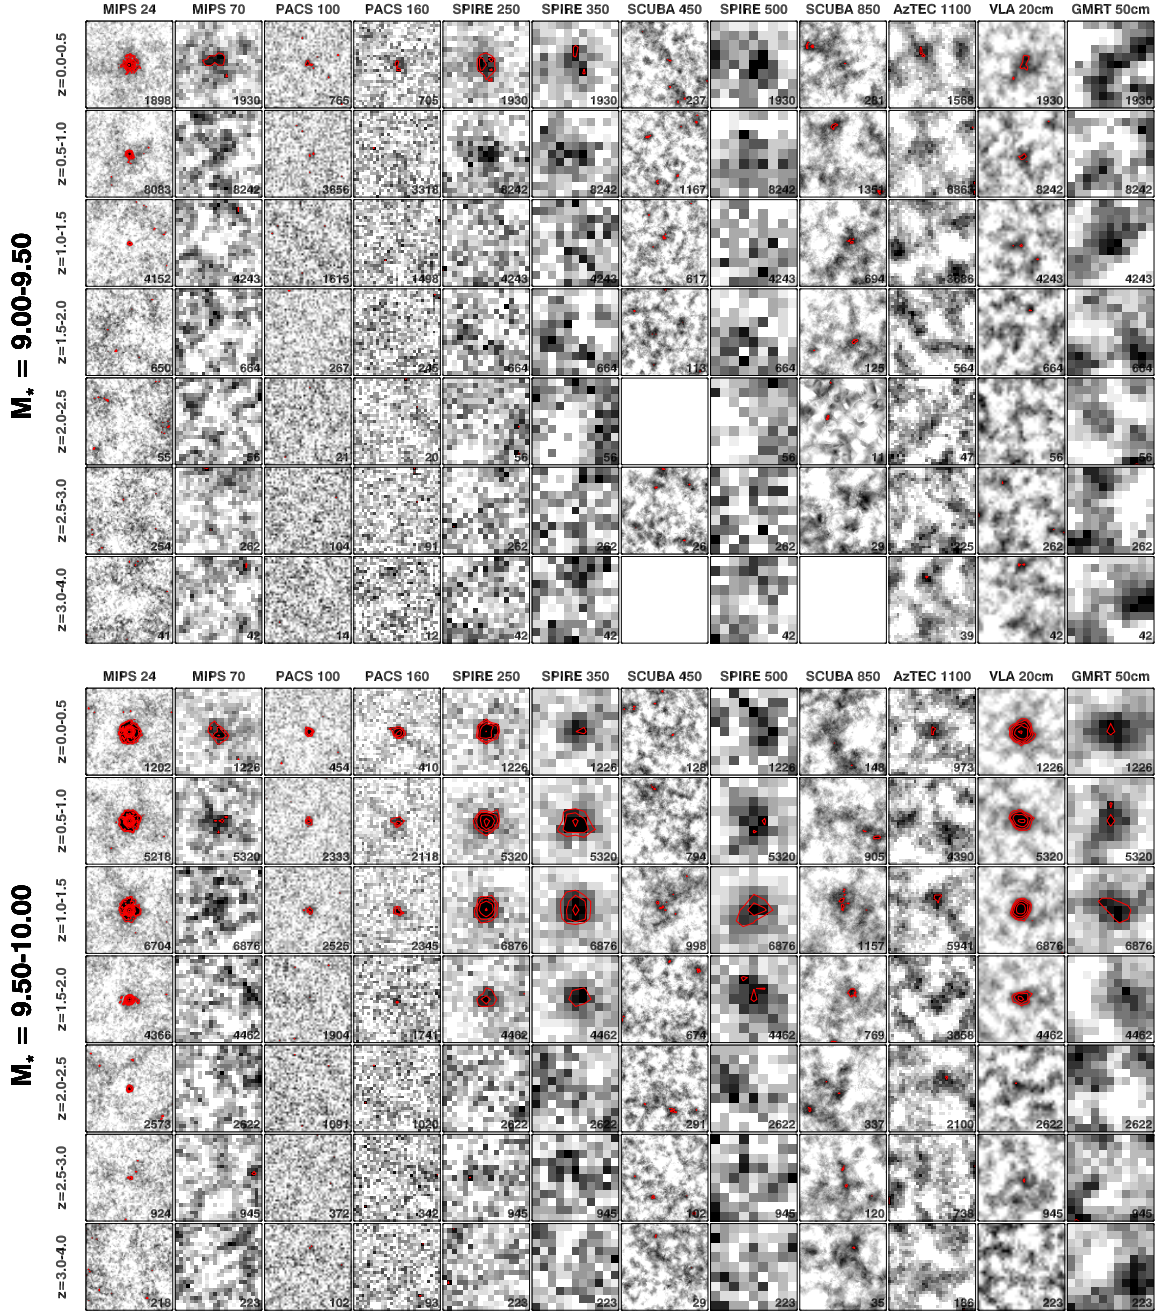 MIPS 24 MIPS 70 PACS 100 PACS 160 SPIRE 250 SPIRE 350 SCUBA 450 SPIRE 500 SCUBA 850 AzTEC 1100 VLA 20cm GMRT 50cm
M* = 9.00-9.50
z=0.0-0.5 1898 1930 765 705 1930 1930 237 1930 281 1568 1930 1930
z=0.5-1.0 8083 8242 3656 3316 8242 8242 1167 8242 1351 6863 8242 8242
z=1.0-1.5 4152 4243 1615 1498 4243 4243 617 4243 694 3686 4243 4243
z=1.5-2.0 650 664 267 245 664 664 113 664 125 564 664 664
z=2.0-2.5 55 56 21 20 56 56 56 11 47 56 56
z=2.5-3.0 254 262 104 91 262 262 26 262 29 225 262 262
z=3.0-4.0 41 42 14 12 42 42 42 39 42 42
MIPS 24 MIPS 70 PACS 100 PACS 160 SPIRE 250 SPIRE 350 SCUBA 450 SPIRE 500 SCUBA 850 AzTEC 1100 VLA 20cm GMRT 50cm
M* = 9.50-10.00
z=0.0-0.5 1202 1226 454 410 1226 1226 128 1226 148 973 1226 1226
z=0.5-1.0 5218 5320 2333 2118 5320 5320 794 5320 905 4390 5320 5320
z=1.0-1.5 6704 6876 2525 2345 6876 6876 998 6876 1157 5941 6876 6876
z=1.5-2.0 4366 4462 1904 1741 4462 4462 674 4462 769 3858 4462 4462
z=2.0-2.5 2573 2622 1091 1020 2622 2622 291 2622 337 2100 2622 2622
z=2.5-3.0 924 945 372 342 945 945 102 945 120 738 945 945
z=3.0-4.0 218 223 102 93 223 223 29 223 35 186 223 223